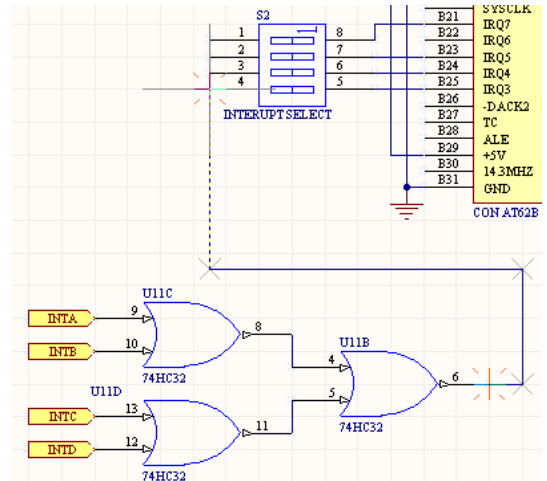 S2
SYSCLK
B21 IRQ7
1 8 B22 IRQ6
2 7 B23 IRQ5
3 6 B24 IRQ4
4 5 B25 IRQ3
B26 -DACK2
INTERUPT SELECT
B27 TC
B28 ALE
B29 +5V
B30 14.3MHZ
B31 GND
CON AT62B
U11C
INTA 9
8
INTB 10
74HC32
U11B
4
6
5
74HC32
U11D
INTC 13
11
INTD 12
74HC32